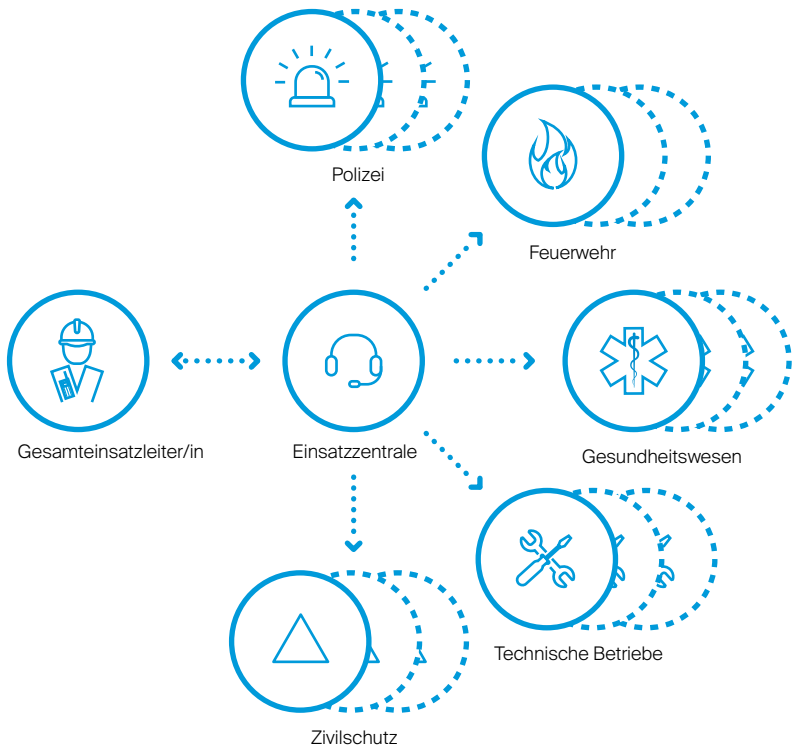 Polizei
Feuerwehr
Gesamteinsatzleiter/in
Einsatzzentrale
Gesundheitswesen
Technische Betriebe
Zivilschutz